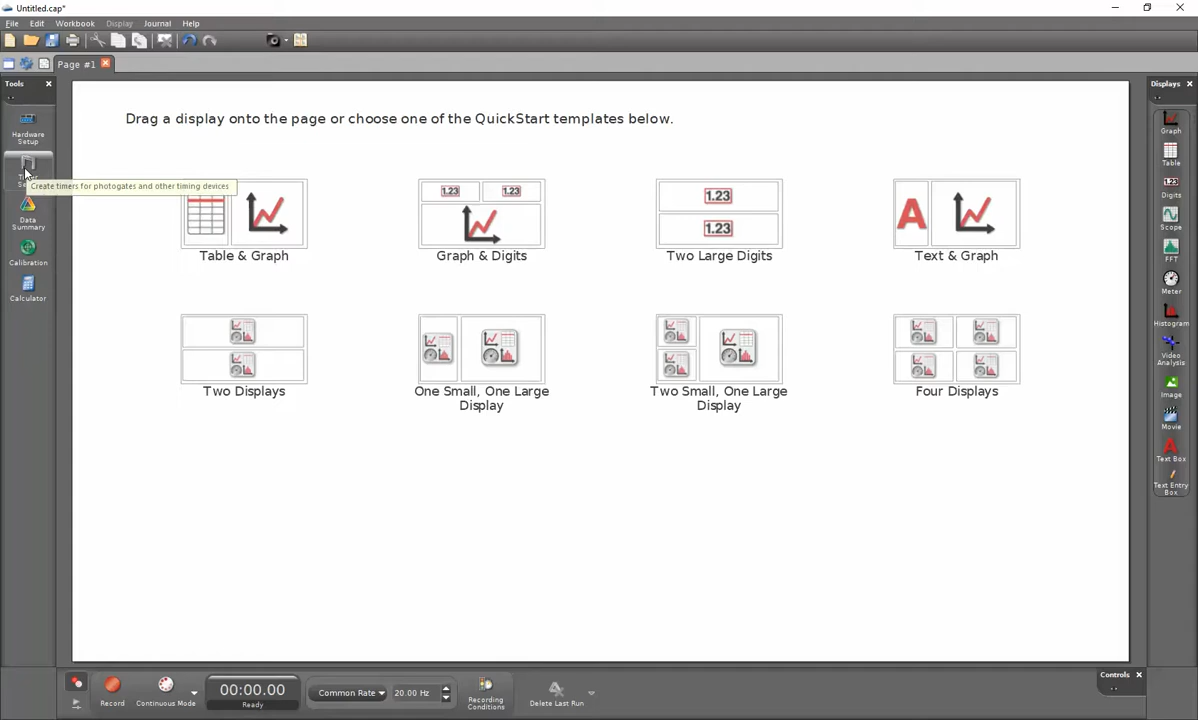 Untitled.cap*
File Edit Workbook Display Journal Help
Page #1
Tools
Hardware
Setup
Create timers for photogates and other timing devices
Data
Summary
Calibration
Calculator
Drag a display onto the page or choose one of the QuickStart templates below.
1.23 1.23 1.23
1.23
A
Table & Graph Graph & Digits Two Large Digits Text & Graph
Two Displays One Small, One Large
Display Two Small, One Large
Display Four Displays
Displays
Graph
Table
1.23
Digits
Scope
FFT
Meter
Histogram
Video
Analysis
Image
Movie
A
Text Box
Text Entry
Box
Record
Continuous Mode
00:00.00
Ready
Common Rate 20.00 Hz
Recording
Conditions
Delete Last Run
Controls